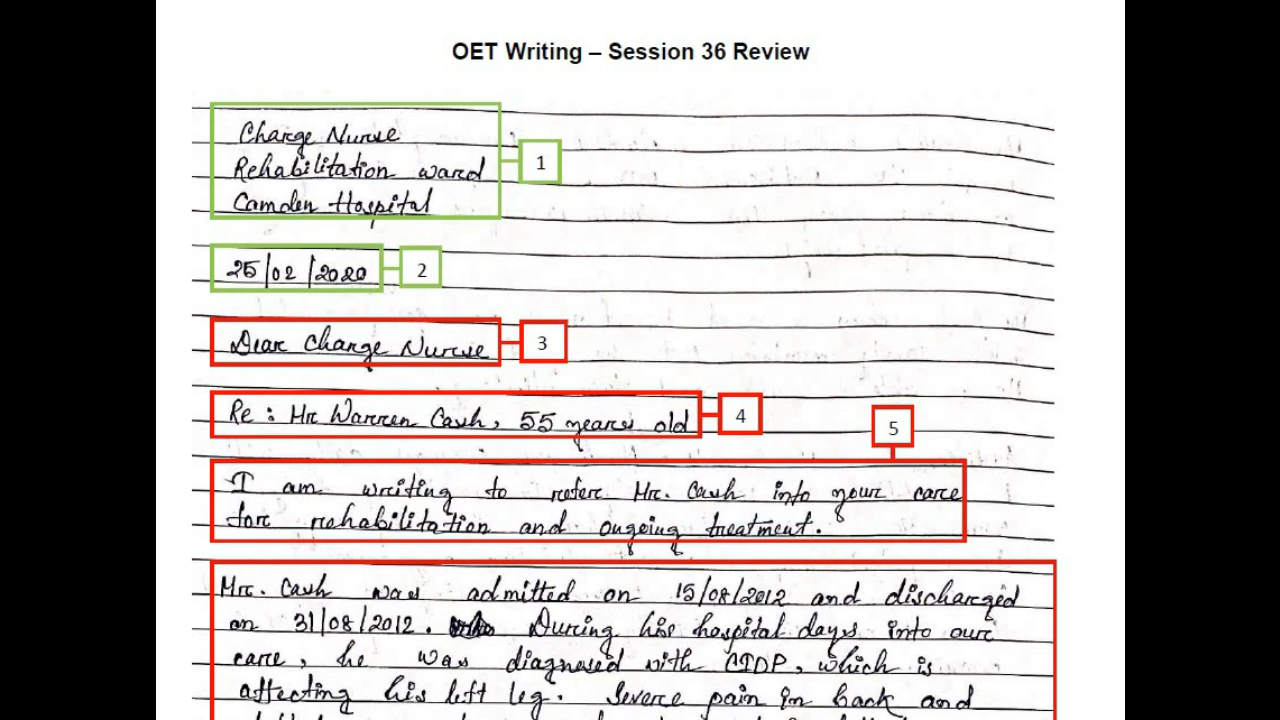 OET Writing – Session 36 Review
Charge Nurse
Rehabilitation ward
Camden Hospital
1
25/02/2020
2
Dear Charge Nurse
3
Re: Mr Warren Cash, 55 years old
4
5
I am writing to refer Mr. Cash into your care
for rehabilitation and ongoing treatment.
Mr. Cash was admitted on 15/08/2012 and discharged
on 31/08/2012. During his hospital days into our
care, he was diagnosed with CIDP, which is
affecting his left leg. Severe pain in back and